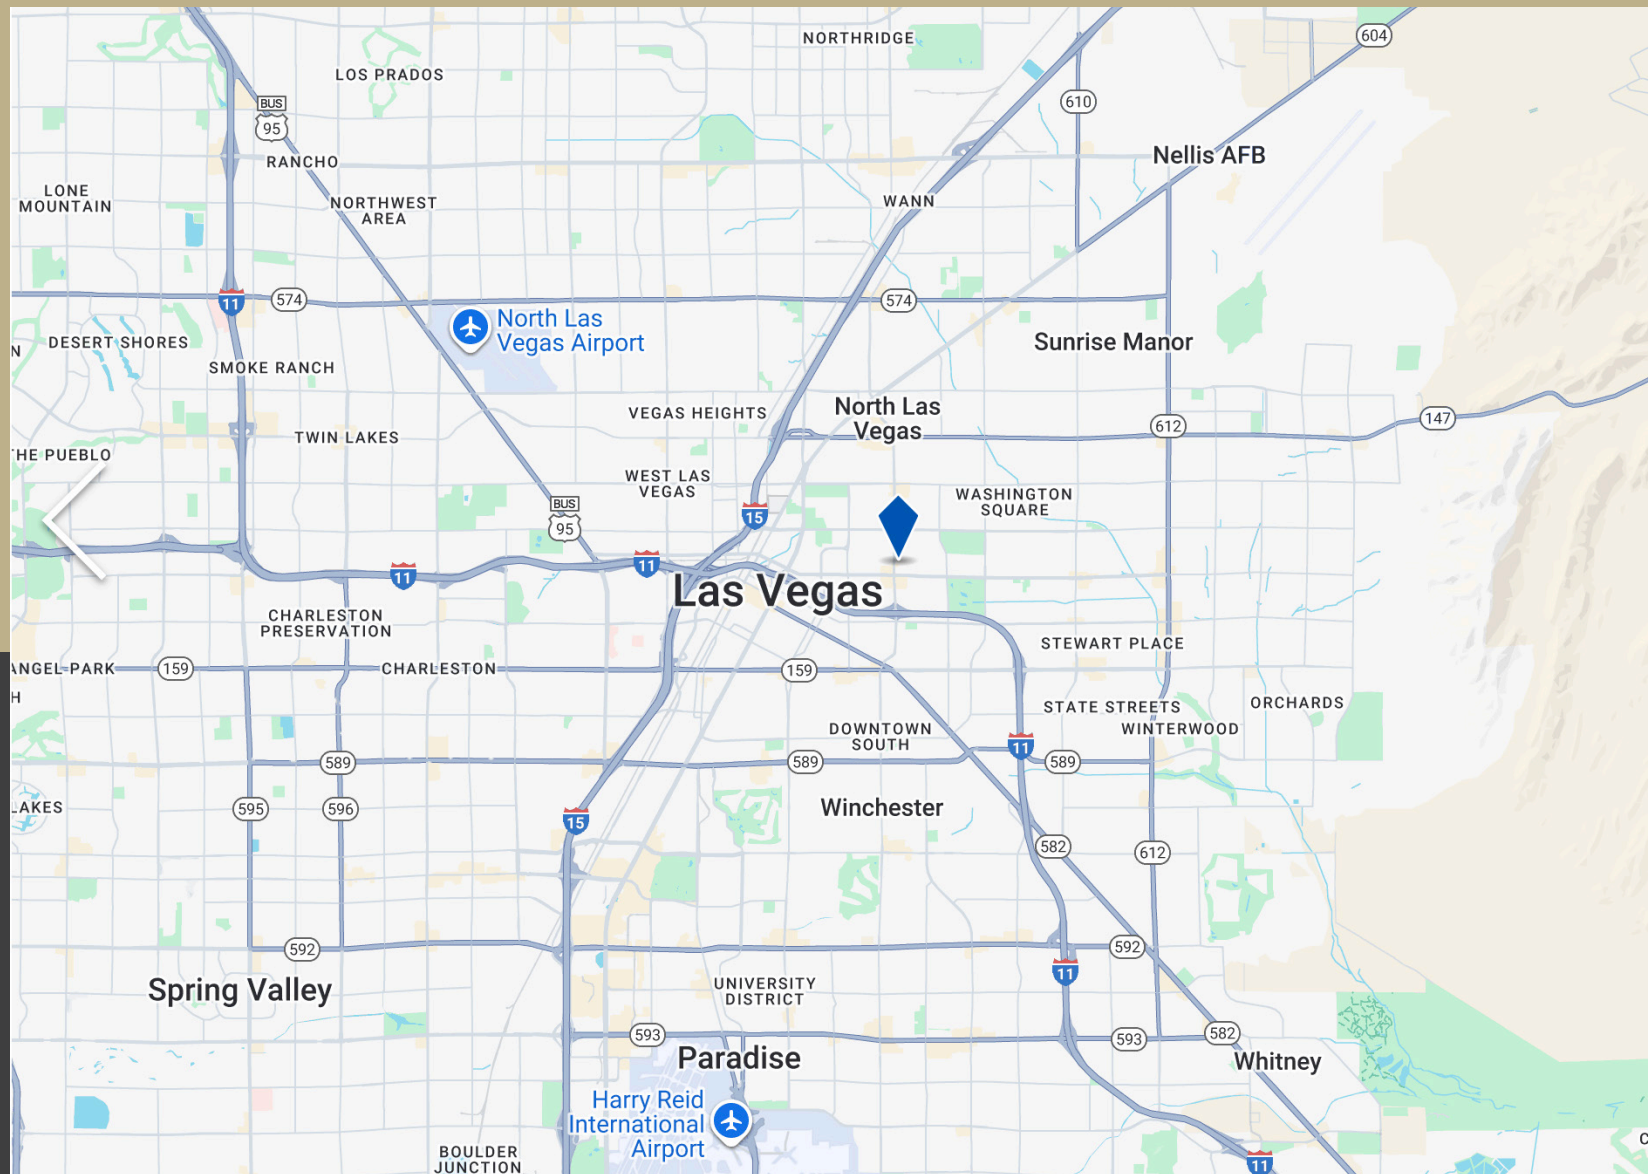 NORTHRIDGE
604
LOS PRADOS
BUS
95
610
RANCHO
Nellis AFB
LONE
MOUNTAIN
NORTHWEST
AREA
WANN
11
574
574
North Las
Vegas Airport
DESERT SHORES
N
Sunrise Manor
SMOKE RANCH
VEGAS HEIGHTS
North Las
Vegas
147
612
TWIN LAKES
HE PUEBLO
WEST LAS
VEGAS
WASHINGTON
SQUARE
BUS
95
15
11
11
Las Vegas
CHARLESTON
PRESERVATION
STEWART PLACE
ANGEL PARK
159
CHARLESTON
159
H
STATE STREETS
ORCHARDS
WINTERWOOD
DOWNTOWN
SOUTH
11
589
589
589
LAKES
595
596
Winchester
15
582
612
592
592
11
Spring Valley
UNIVERSITY
DISTRICT
593
593
582
Paradise
Whitney
Harry Reid
International
Airport
BOULDER
JUNCTION
11
C